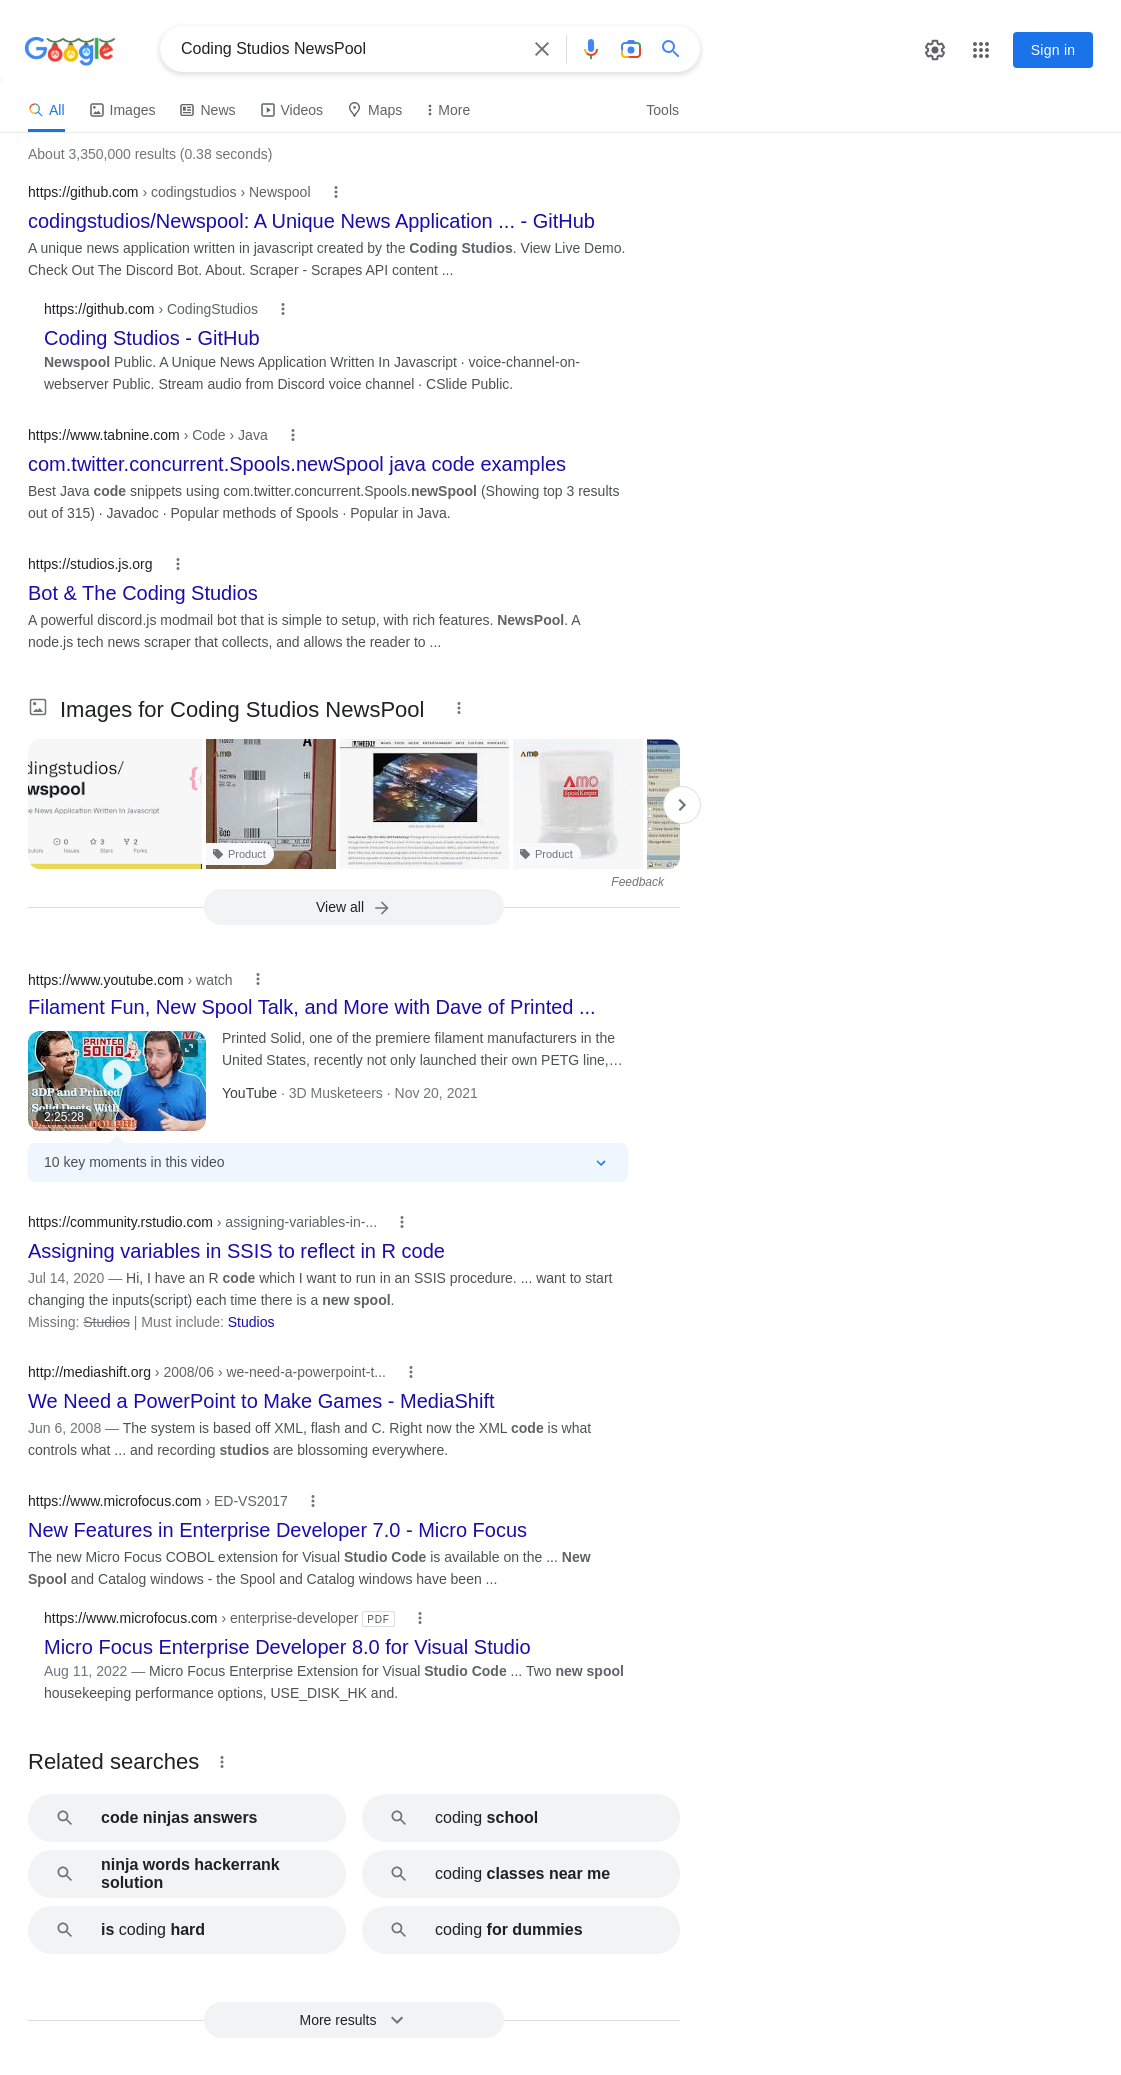 Google
Coding Studios NewsPool
Sign in
All
Images
News
Videos
Maps
More
Tools
About 3,350,000 results (0.38 seconds)
https://github.com › codingstudios › Newspool
codingstudios/Newspool: A Unique News Application ... - GitHub
A unique news application written in javascript created by the Coding Studios. View Live Demo.
Check Out The Discord Bot. About. Scraper - Scrapes API content ...
https://github.com › CodingStudios
Coding Studios - GitHub
Newspool Public. A Unique News Application Written In Javascript · voice-channel-on-
webserver Public. Stream audio from Discord voice channel · CSlide Public.
https://www.tabnine.com › Code › Java
com.twitter.concurrent.Spools.newSpool java code examples
Best Java code snippets using com.twitter.concurrent.Spools.newSpool (Showing top 3 results
out of 315) · Javadoc · Popular methods of Spools · Popular in Java.
https://studios.js.org
Bot & The Coding Studios
A powerful discord.js modmail bot that is simple to setup, with rich features. NewsPool. A
node.js tech news scraper that collects, and allows the reader to ...
Images for Coding Studios NewsPool
dingstudios/
wspool
e News Application Written In Javascript
0
3
2
Issues
Stars
Forks
Product
AMO
AMO
SpoolKeeper
Product
Feedback
View all
https://www.youtube.com › watch
Filament Fun, New Spool Talk, and More with Dave of Printed ...
PRINTED
SOLID
3DP and Printed
Solid Deets With
2:25:28
Printed Solid, one of the premiere filament manufacturers in the
United States, recently not only launched their own PETG line,...
YouTube · 3D Musketeers · Nov 20, 2021
10 key moments in this video
https://community.rstudio.com › assigning-variables-in-...
Assigning variables in SSIS to reflect in R code
Jul 14, 2020 — Hi, I have an R code which I want to run in an SSIS procedure. ... want to start
changing the inputs(script) each time there is a new spool.
Missing: Studios | Must include: Studios
http://mediashift.org › 2008/06 › we-need-a-powerpoint-t...
We Need a PowerPoint to Make Games - MediaShift
Jun 6, 2008 — The system is based off XML, flash and C. Right now the XML code is what
controls what ... and recording studios are blossoming everywhere.
https://www.microfocus.com › ED-VS2017
New Features in Enterprise Developer 7.0 - Micro Focus
The new Micro Focus COBOL extension for Visual Studio Code is available on the ... New
Spool and Catalog windows - the Spool and Catalog windows have been ...
https://www.microfocus.com › enterprise-developer PDF
Micro Focus Enterprise Developer 8.0 for Visual Studio
Aug 11, 2022 — Micro Focus Enterprise Extension for Visual Studio Code ... Two new spool
housekeeping performance options, USE_DISK_HK and.
Related searches
code ninjas answers
coding school
ninja words hackerrank
solution
coding classes near me
is coding hard
coding for dummies
More results